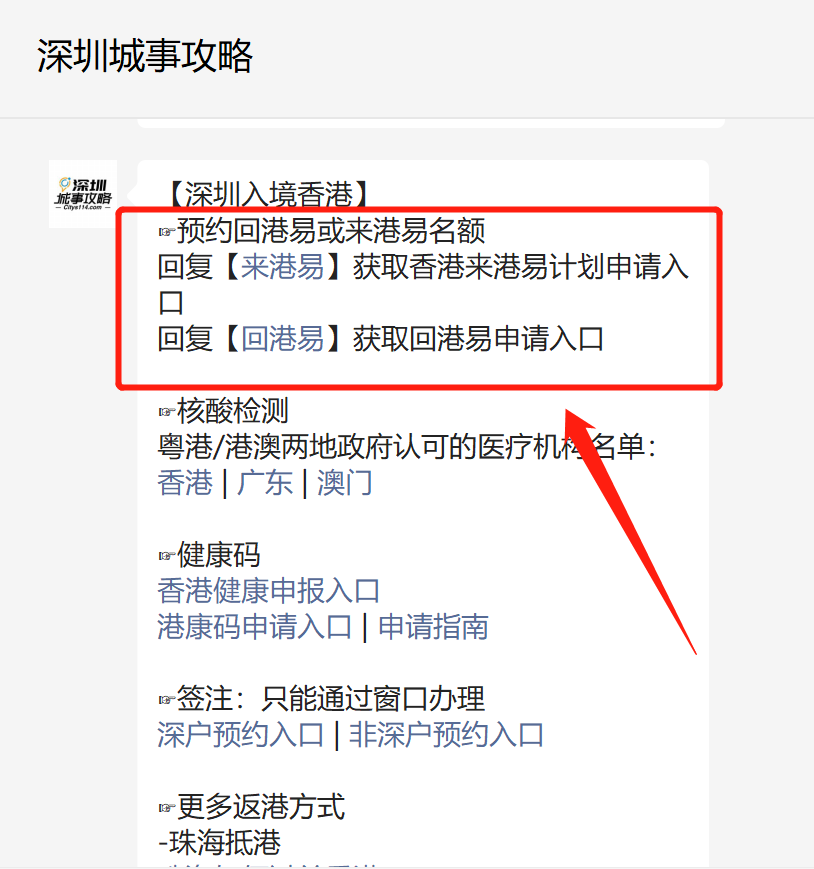 深圳城事攻略
深圳
城事攻略
Citys114.com
【深圳入境香港】
☞预约回港易或来港易名额
回复【来港易】获取香港来港易计划申请入
口
回复【回港易】获取回港易申请入口
☞核酸检测
粤港/港澳两地政府认可的医疗机构名单：
香港 | 广东 | 澳门
☞健康码
香港健康申报入口
港康码申请入口 | 申请指南
☞签注：只能通过窗口办理
深户预约入口 | 非深户预约入口
☞更多返港方式
-珠海抵港